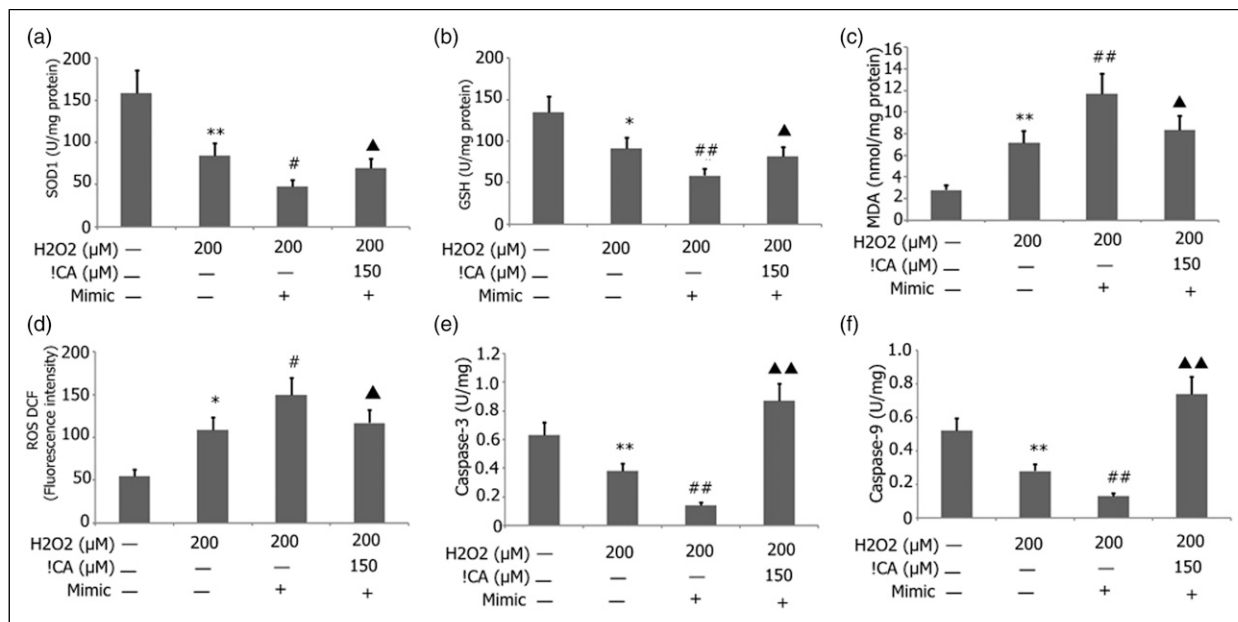 (a)
SOD1 (U/mg protein)
200
150
100
50
0
**
#
▲
H2O2 (µM) — 200 200 200
!CA (µM) — — — 150
Mimic — — + +
(b)
GSH (U/mg protein)
200
150
100
50
0
*
##
▲
200 200 200
— — — 150
— — + +
(c)
MDA (nmol/mg protein)
16
14
12
10
8
6
4
2
0
**
##
▲
H2O2 (µM) — 200 200 200
!CA (µM) — — — 150
Mimic — — + +
(d)
ROS DCF
(Fluorescence intensity)
200
150
100
50
0
*
#
▲
H2O2 (µM) — 200 200 200
!CA (µM) — — — 150
Mimic — — + +
(e)
Caspase-3 (U/mg)
1.2
1.0
0.8
0.6
0.4
0.2
0
**
##
▲▲
H2O2 (µM) — 200 200 200
!CA (µM) — — — 150
Mimic — — + +
(f)
Caspase-9 (U/mg)
1.0
0.8
0.6
0.4
0.2
0
**
##
▲▲
H2O2 (µM) — 200 200 200
!CA (µM) — — — 150
Mimic — — + +